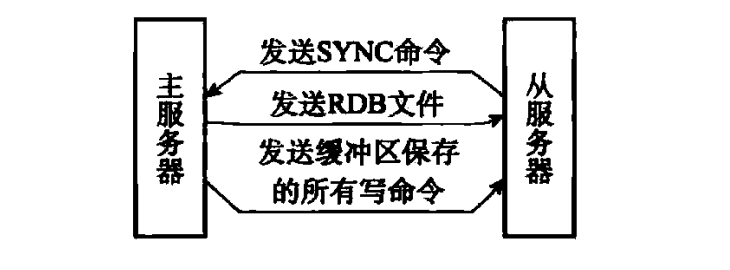 主服务器
发送SYNC命令
发送RDB文件
发送缓冲区保存
的所有写命令
从服务器